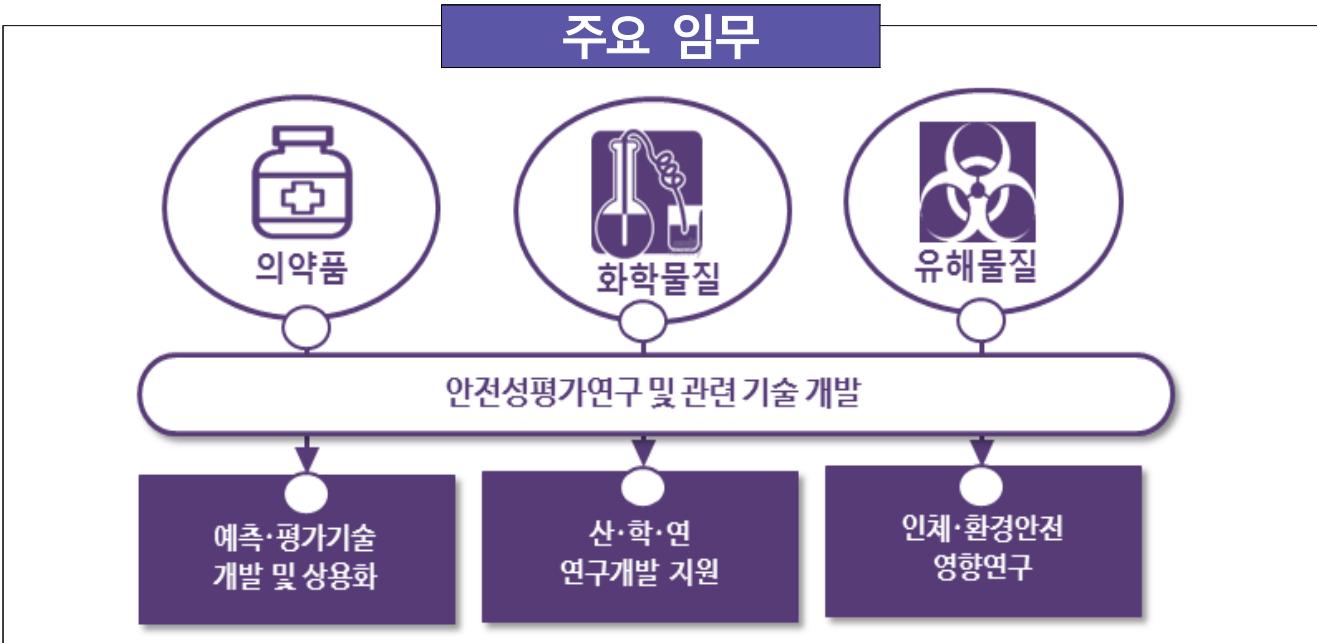 주요 임무
의약품
화학물질
유해물질
안전성평가연구 및 관련 기술 개발
예측·평가기술
개발 및 상용화
산·학·연
연구개발 지원
인체·환경안전
영향연구